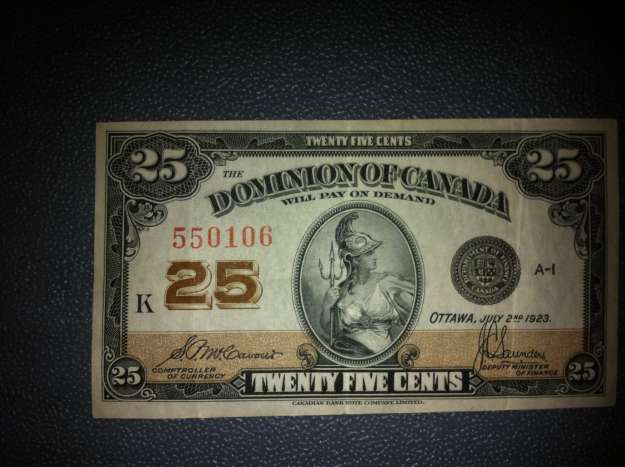 TWENTY FIVE CENTS
25 25
THE
DOMINION OF CANADA
WILL PAY ON DEMAND
550106
25
K
A-1
OTTAWA, JULY 2ND 1923.
COMPTROLLER OF CURRENCY
Saunders
DEPUTY MINISTER OF FINANCE
25 TWENTY FIVE CENTS 25
CANADIAN BANK NOTE COMPANY, LIMITED.